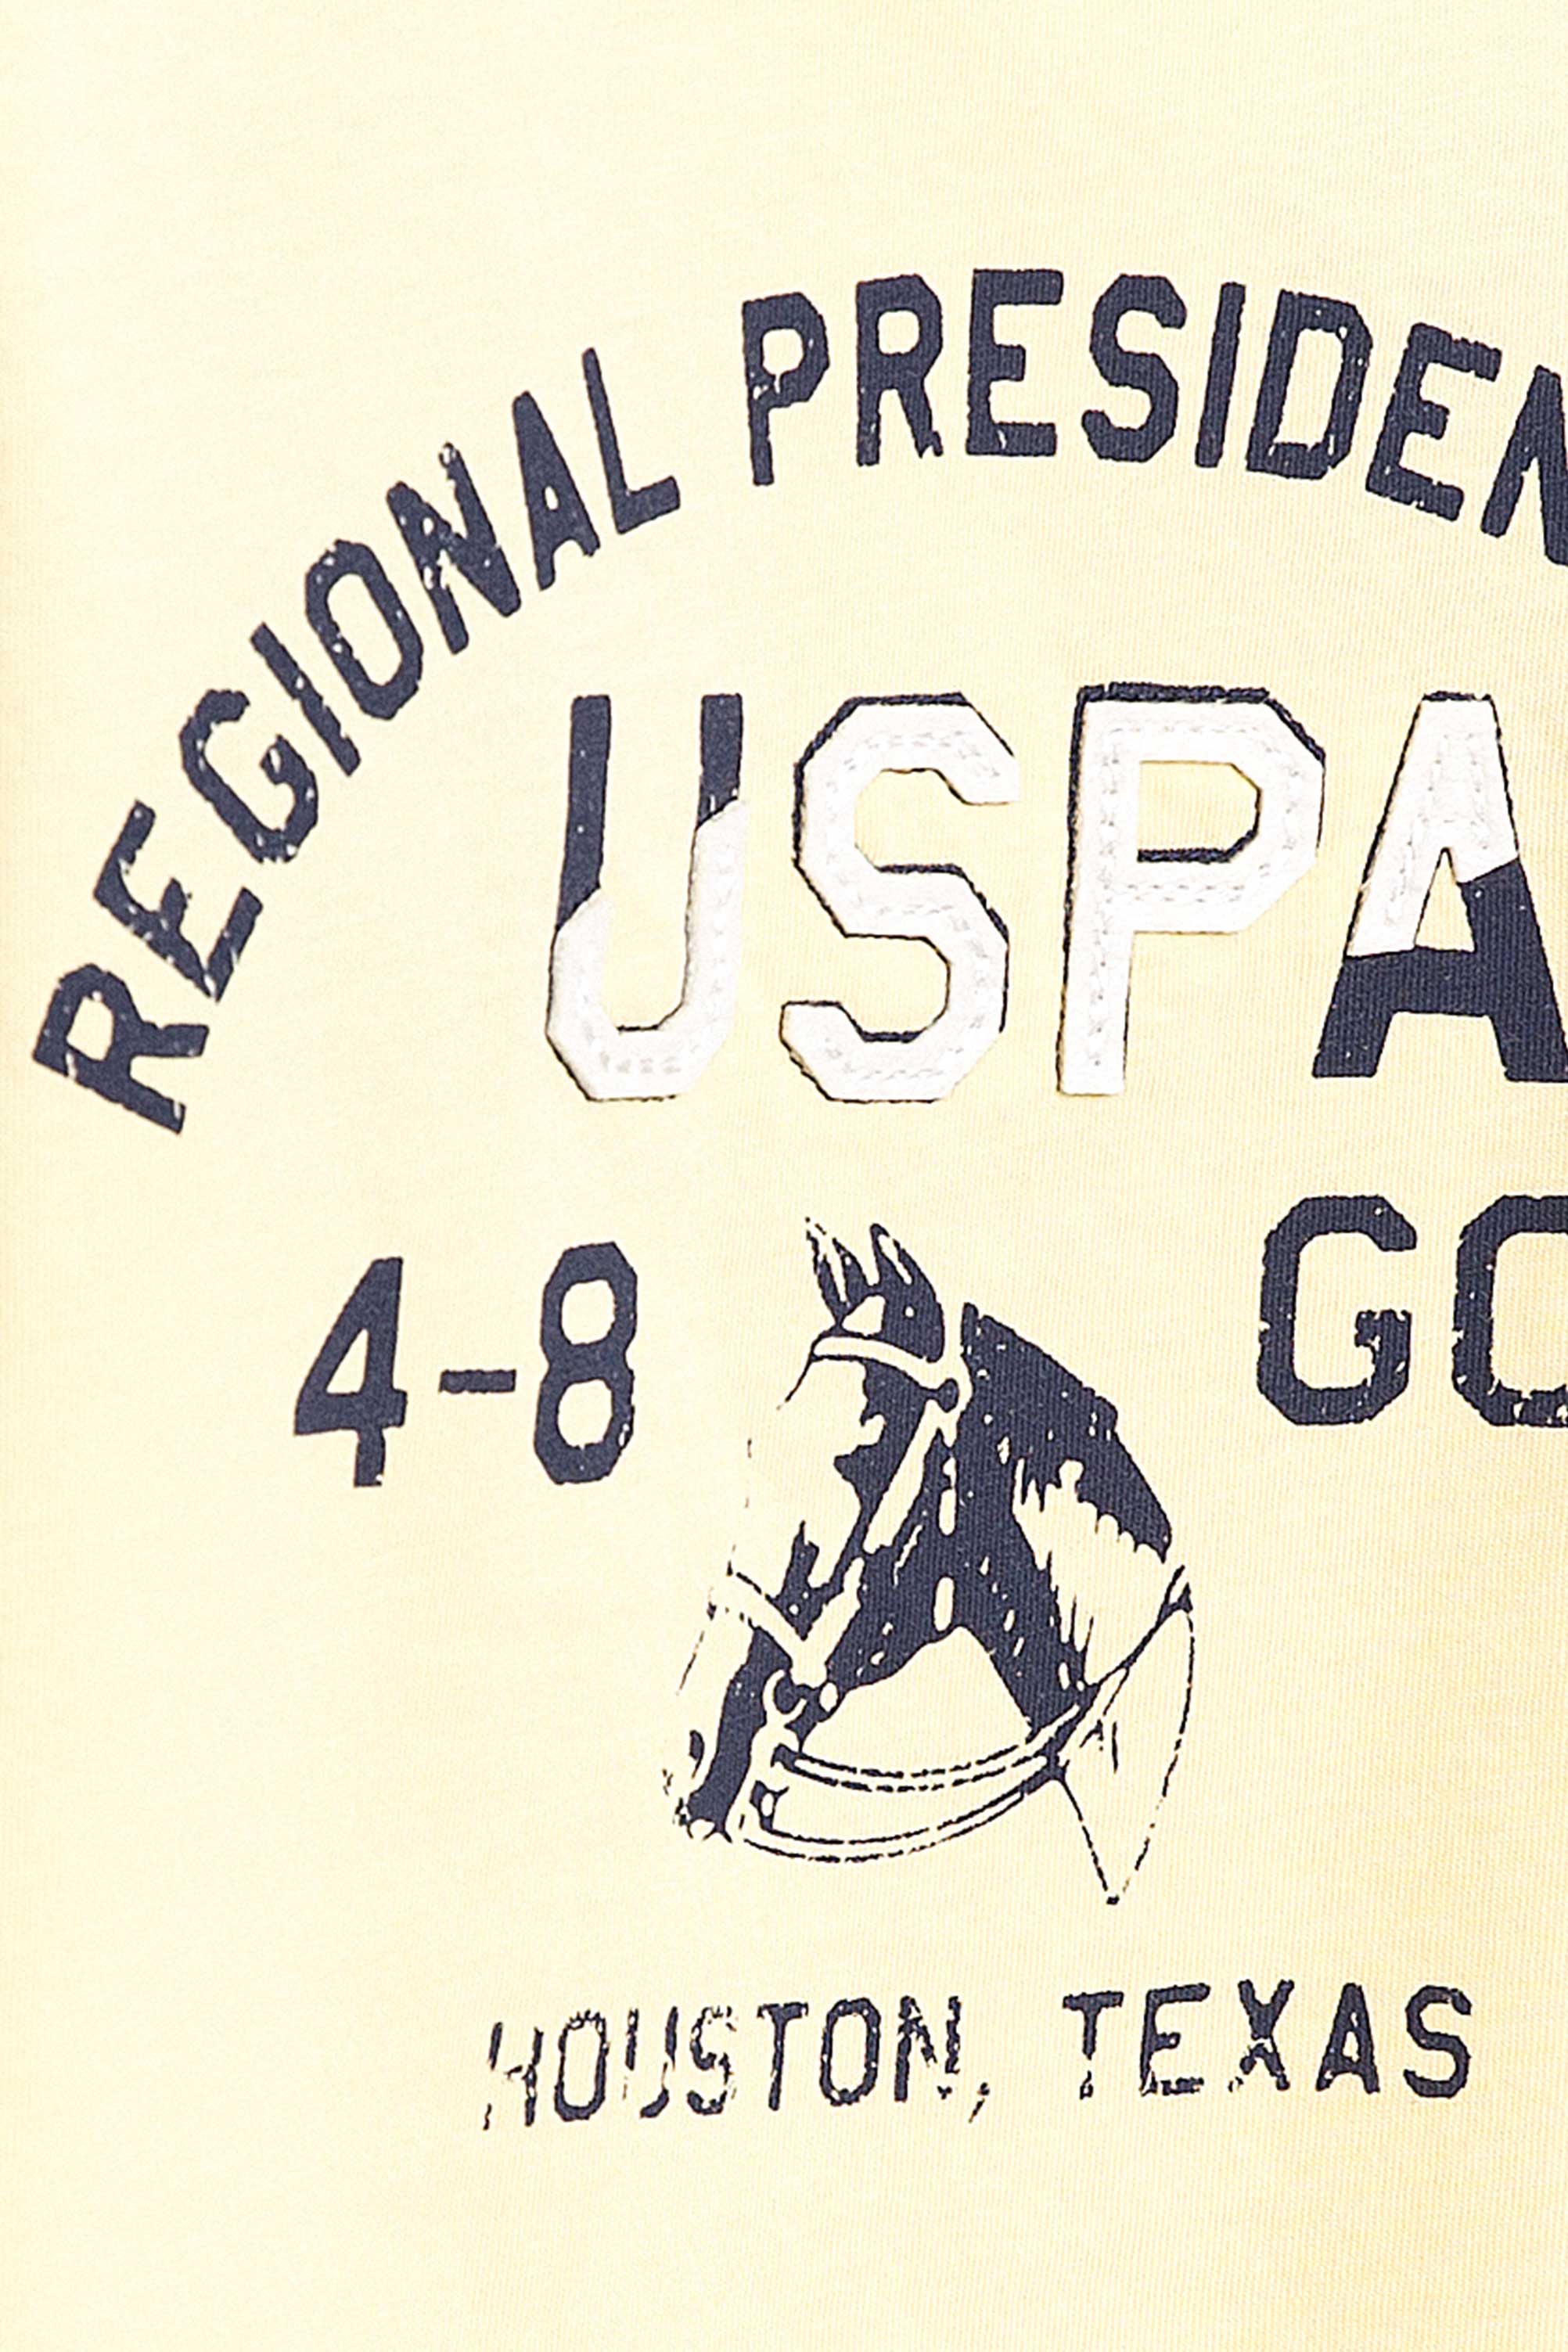 REGIONAL PRESIDEN
USPA
4-8 GO
HOUSTON, TEXAS